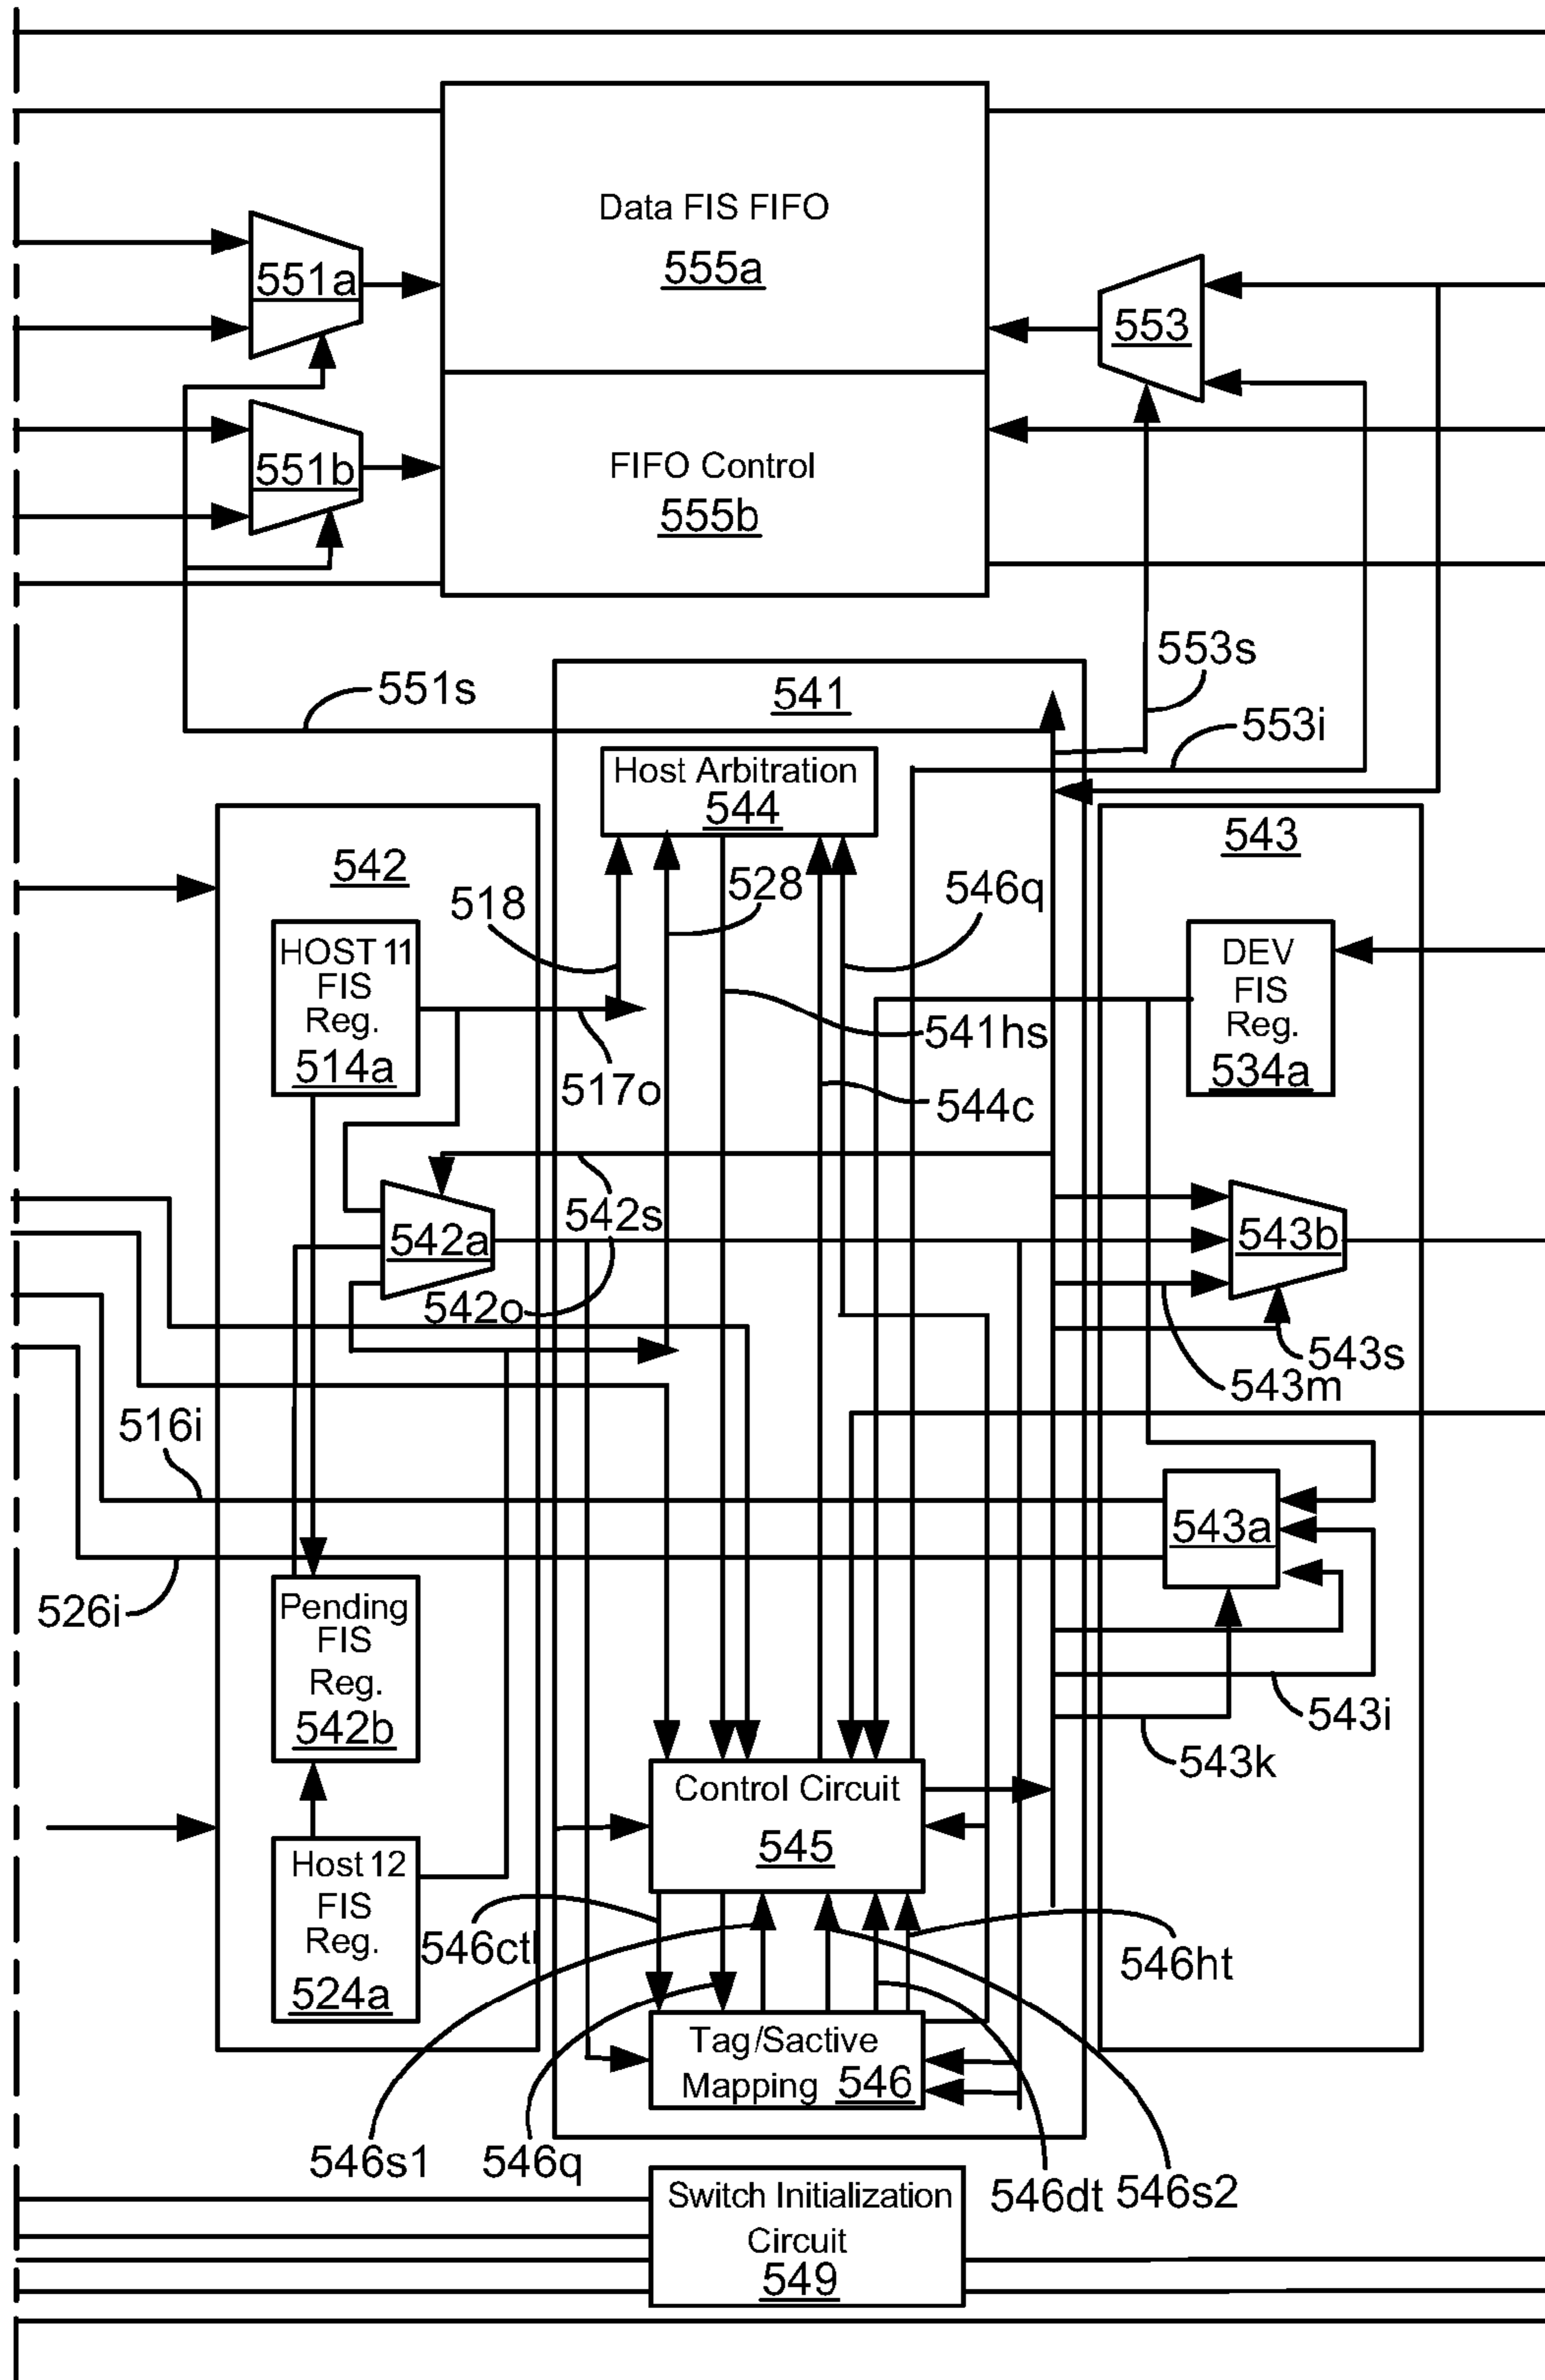 Data FIS FIFO
555a
551a
553
551b
FIFO Control
555b
553s
551s
541
553i
Host Arbitration
544
543
542
528
518
546q
HOST 11
FIS
Reg.
514a
DEV
FIS
Reg.
534a
541hs
517o
544c
542s
542a
543b
542o
543s
543m
516i
543a
526i
Pending
FIS
Reg.
542b
543i
543k
Control Circuit
545
Host 12
FIS
Reg.
524a
546ctl
546ht
Tag/Sactive
Mapping 546
546s1
546q
546dt
546s2
Switch Initialization
Circuit
549